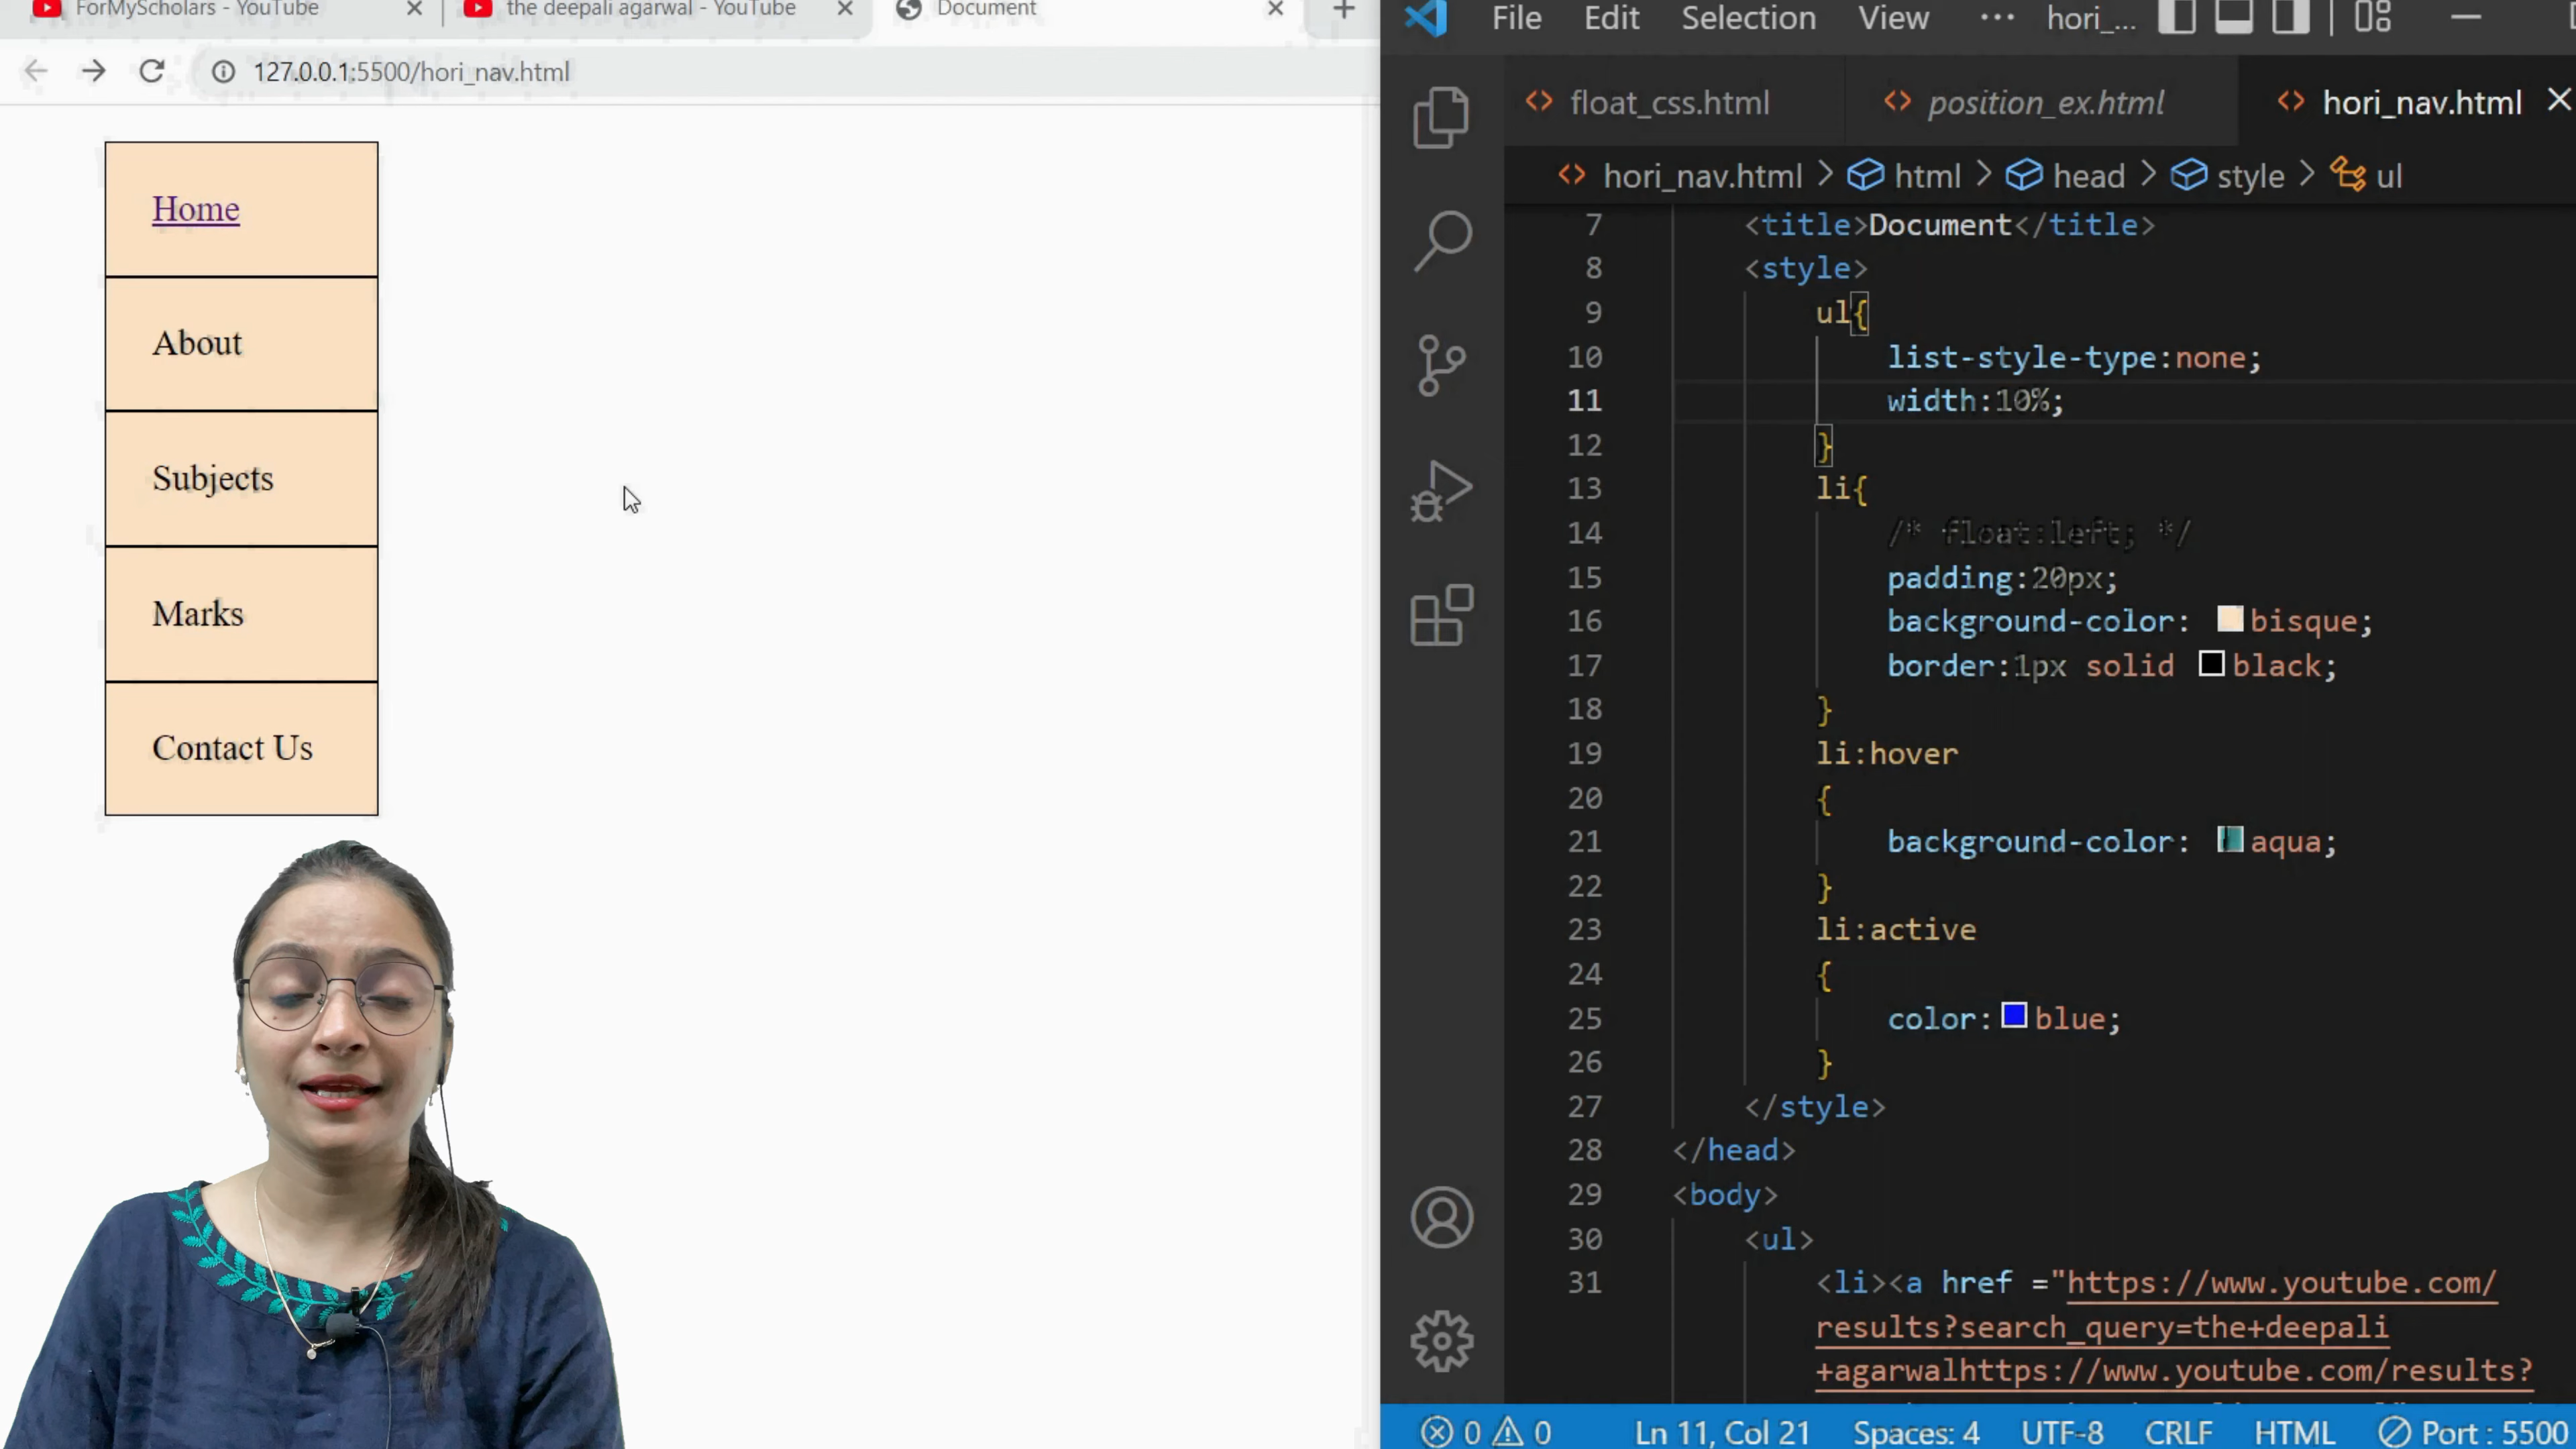 ForMyScholars - YouTube
the deepali agarwal - YouTube
Document
127.0.0.1:5500/hori_nav.html
Home
About
Subjects
Marks
Contact Us
File Edit Selection View ··· hori_...
float_css.html position_ex.html hori_nav.html
hori_nav.html > html > head > style > ul
7 <title>Document</title>
8 <style>
9 ul{
10 list-style-type:none;
11 width:10%;
12 }
13 li{
14 /* float:left; */
15 padding:20px;
16 background-color: bisque;
17 border:1px solid black;
18 }
19 li:hover
20 {
21 background-color: aqua;
22 }
23 li:active
24 {
25 color:blue;
26 }
27 </style>
28 </head>
29 <body>
30 <ul>
31 <li><a href ="https://www.youtube.com/
results?search_query=the+deepali
+agarwalhttps://www.youtube.com/results?
0 0 Ln 11, Col 21 Spaces: 4 UTF-8 CRLF HTML Port : 5500